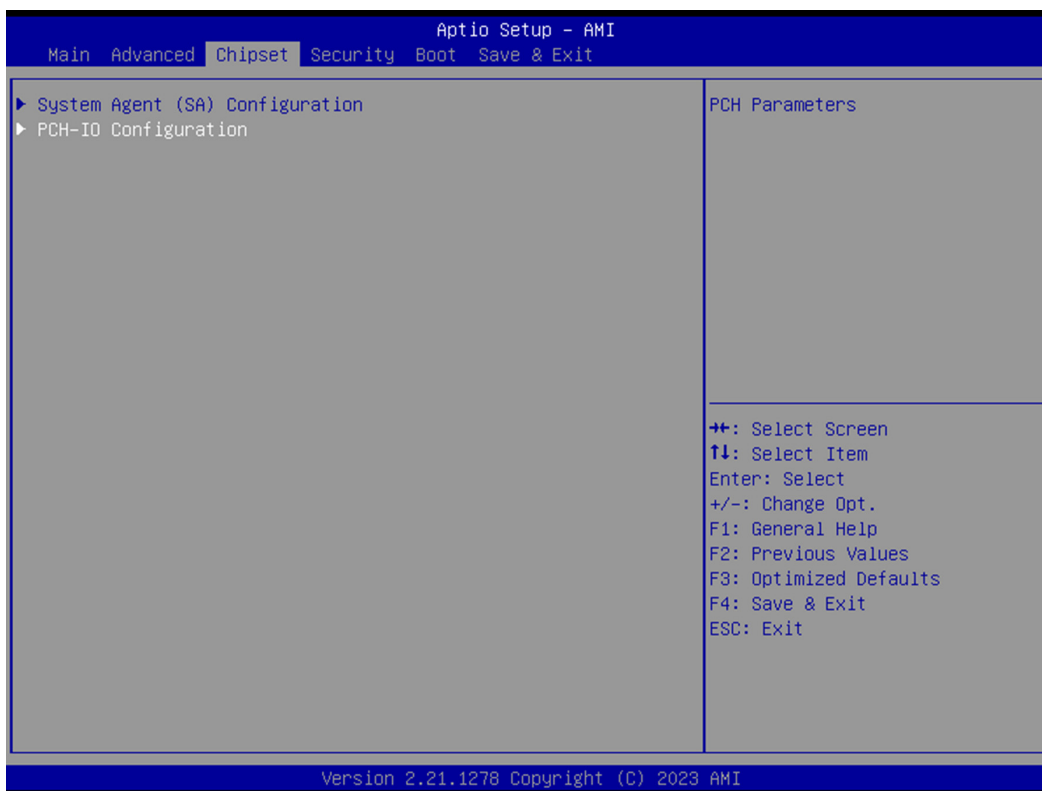 Aptio Setup – AMI
Main Advanced Chipset Security Boot Save & Exit
▶ System Agent (SA) Configuration
▶ PCH-IO Configuration
PCH Parameters
→←: Select Screen
↑↓: Select Item
Enter: Select
+/-: Change Opt.
F1: General Help
F2: Previous Values
F3: Optimized Defaults
F4: Save & Exit
ESC: Exit
Version 2.21.1278 Copyright (C) 2023 AMI